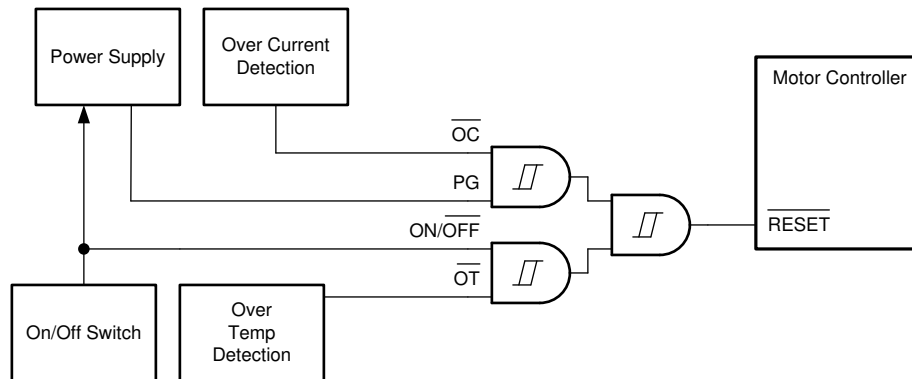 Power Supply
Over Current
Detection
Motor Controller
OC
PG
ON/OFF
OT
RESET
On/Off Switch
Over
Temp
Detection